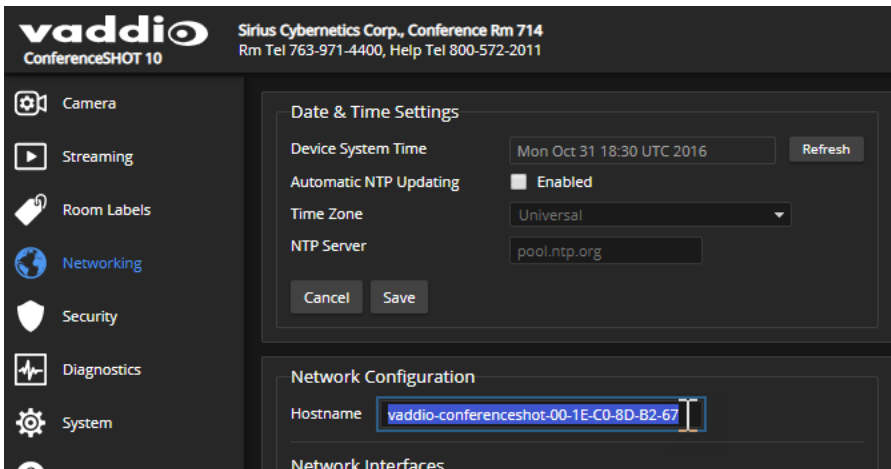 vaddio
ConferenceSHOT 10
Sirius Cybernetics Corp., Conference Rm 714
Rm Tel 763-971-4400, Help Tel 800-572-2011
Camera
Streaming
Room Labels
Networking
Security
Diagnostics
System
Date & Time Settings
Device System Time Mon Oct 31 18:30 UTC 2016 Refresh
Automatic NTP Updating Enabled
Time Zone Universal
NTP Server pool.ntp.org
Cancel Save
Network Configuration
Hostname vaddio-conferenceshot-00-1E-C0-8D-B2-67
Network Interfaces